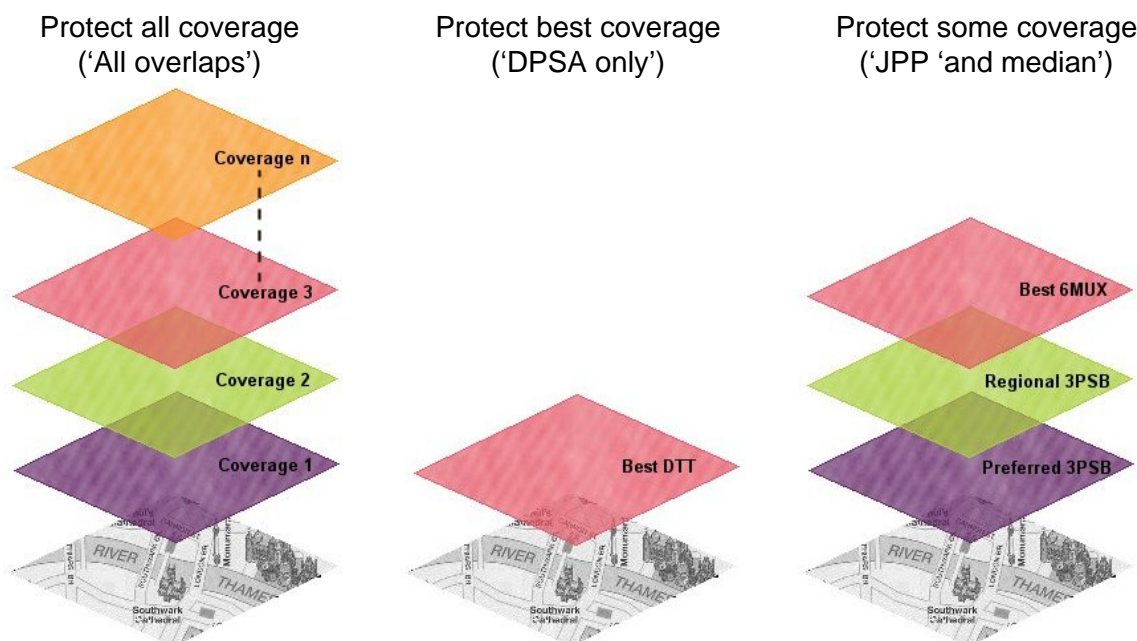 Protect all coverage
(‘All overlaps’)
Protect best coverage
(‘DPSA only’)
Protect some coverage
(‘JPP ‘and median’)
Coverage n
Coverage 3
Coverage 2
Coverage 1
Best DTT
Best 6MUX
Regional 3PSB
Preferred 3PSB
RIVER
THAMES
Southwark
Cathedral
RIVER
THAMES
Southwark
Cathedral
RIVER
THAMES
Southwark
Cathedral